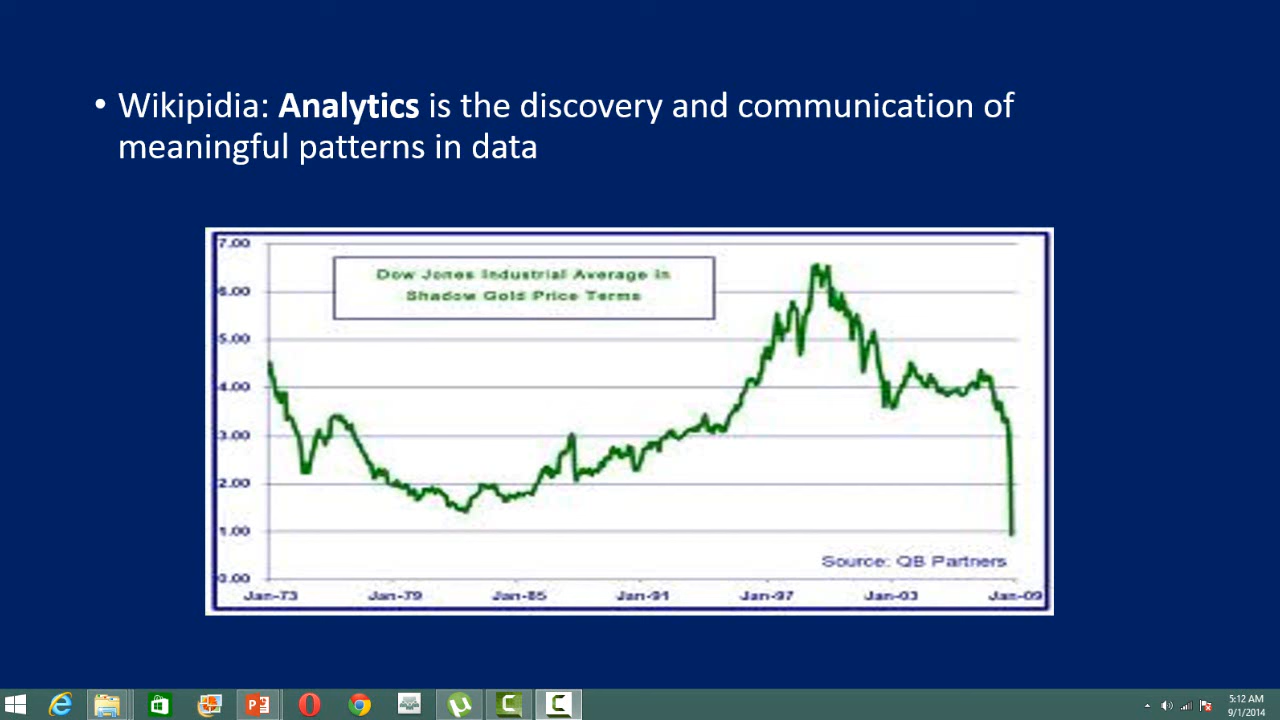 • Wikipidia: Analytics is the discovery and communication of
meaningful patterns in data
7.00
Dow Jones Industrial Average in
Shadow Gold Price Terms
6.00
5.00
4.00
3.00
2.00
1.00
Source: QB Partners
0.00
Jan-73 Jan-79 Jan-85 Jan-91 Jan-97 Jan-03 Jan-09
5:12 AM
9/1/2014